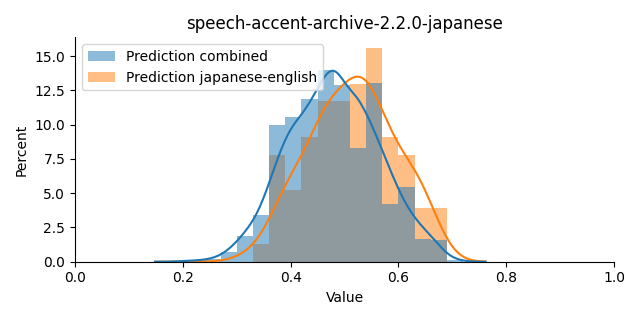 speech-accent-archive-2.2.0-japanese
Prediction combined
Prediction japanese-english
Percent
15.0
12.5
10.0
7.5
5.0
2.5
0.0
0.0 0.2 0.4 0.6 0.8 1.0
Value